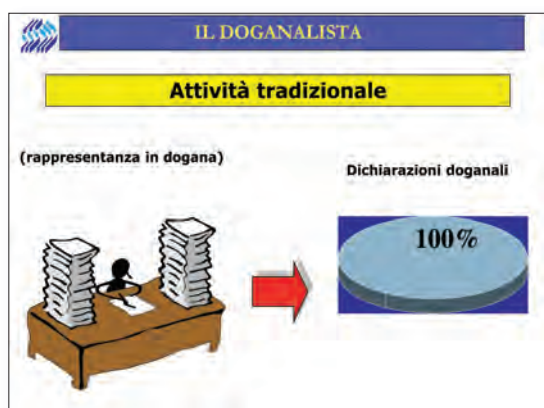 IL DOGANALISTA
Attività tradizionale
(rappresentanza in dogana)
Dichiarazioni doganali
100%